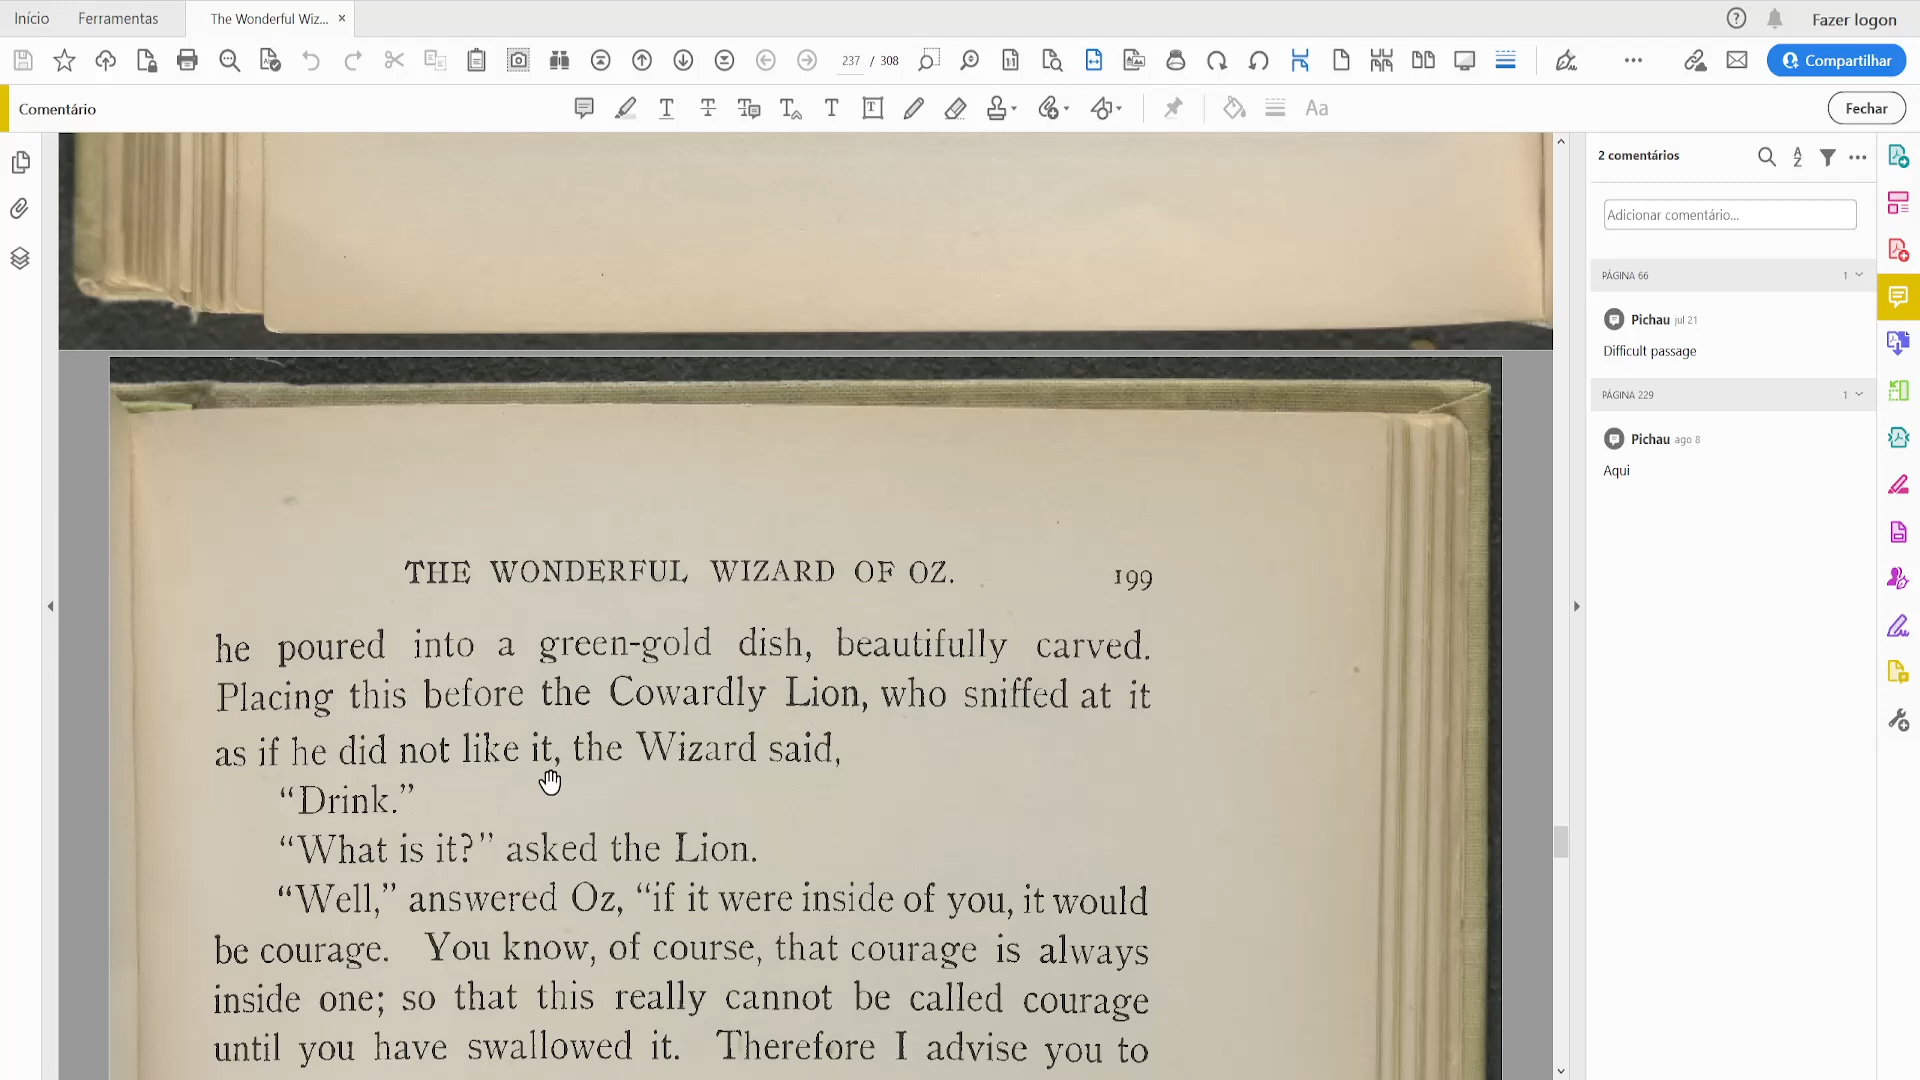 Início Ferramentas The Wonderful Wiz... × Fazer logon
237 / 308 Compartilhar
Comentário Fechar
2 comentários
Adicionar comentário...
PÁGINA 66 1
Pichau jul 21
Difficult passage
PÁGINA 229 1
Pichau ago 8
Aqui
THE WONDERFUL WIZARD OF OZ. 199
he poured into a green-gold dish, beautifully carved.
Placing this before the Cowardly Lion, who sniffed at it
as if he did not like it, the Wizard said,
“Drink.”
“What is it?” asked the Lion.
“Well,” answered Oz, “if it were inside of you, it would
be courage. You know, of course, that courage is always
inside one; so that this really cannot be called courage
until you have swallowed it. Therefore I advise you to